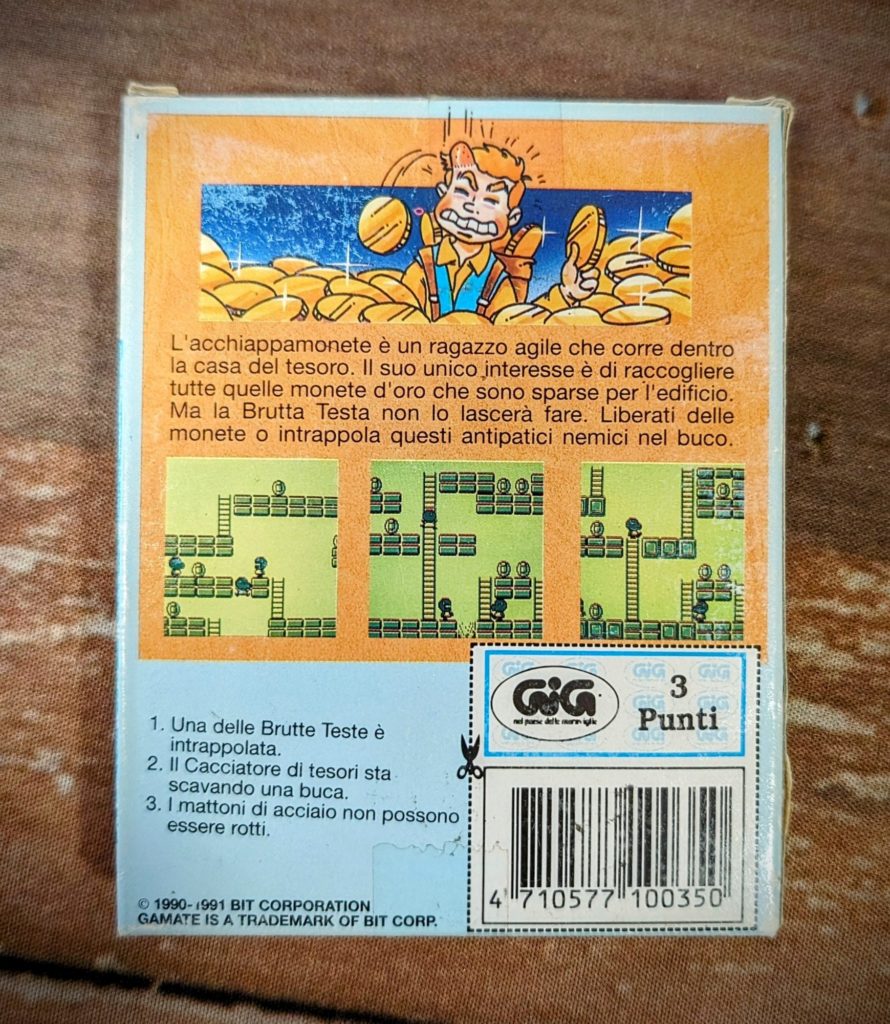 L'acchiappamonete è un ragazzo agile che corre dentro
la casa del tesoro. Il suo unico interesse è di raccogliere
tutte quelle monete d'oro che sono sparse per l'edificio.
Ma la Brutta Testa non lo lascerà fare. Liberati delle
monete o intrappola questi antipatici nemici nel buco.
GiG
nel paese delle meraviglie
3
Punti
1. Una delle Brutte Teste è
intrappolata.
2. Il Cacciatore di tesori sta
scavando una buca.
3. I mattoni di acciaio non possono
essere rotti.
© 1990-1991 BIT CORPORATION
GAMATE IS A TRADEMARK OF BIT CORP.
4 710577 100350